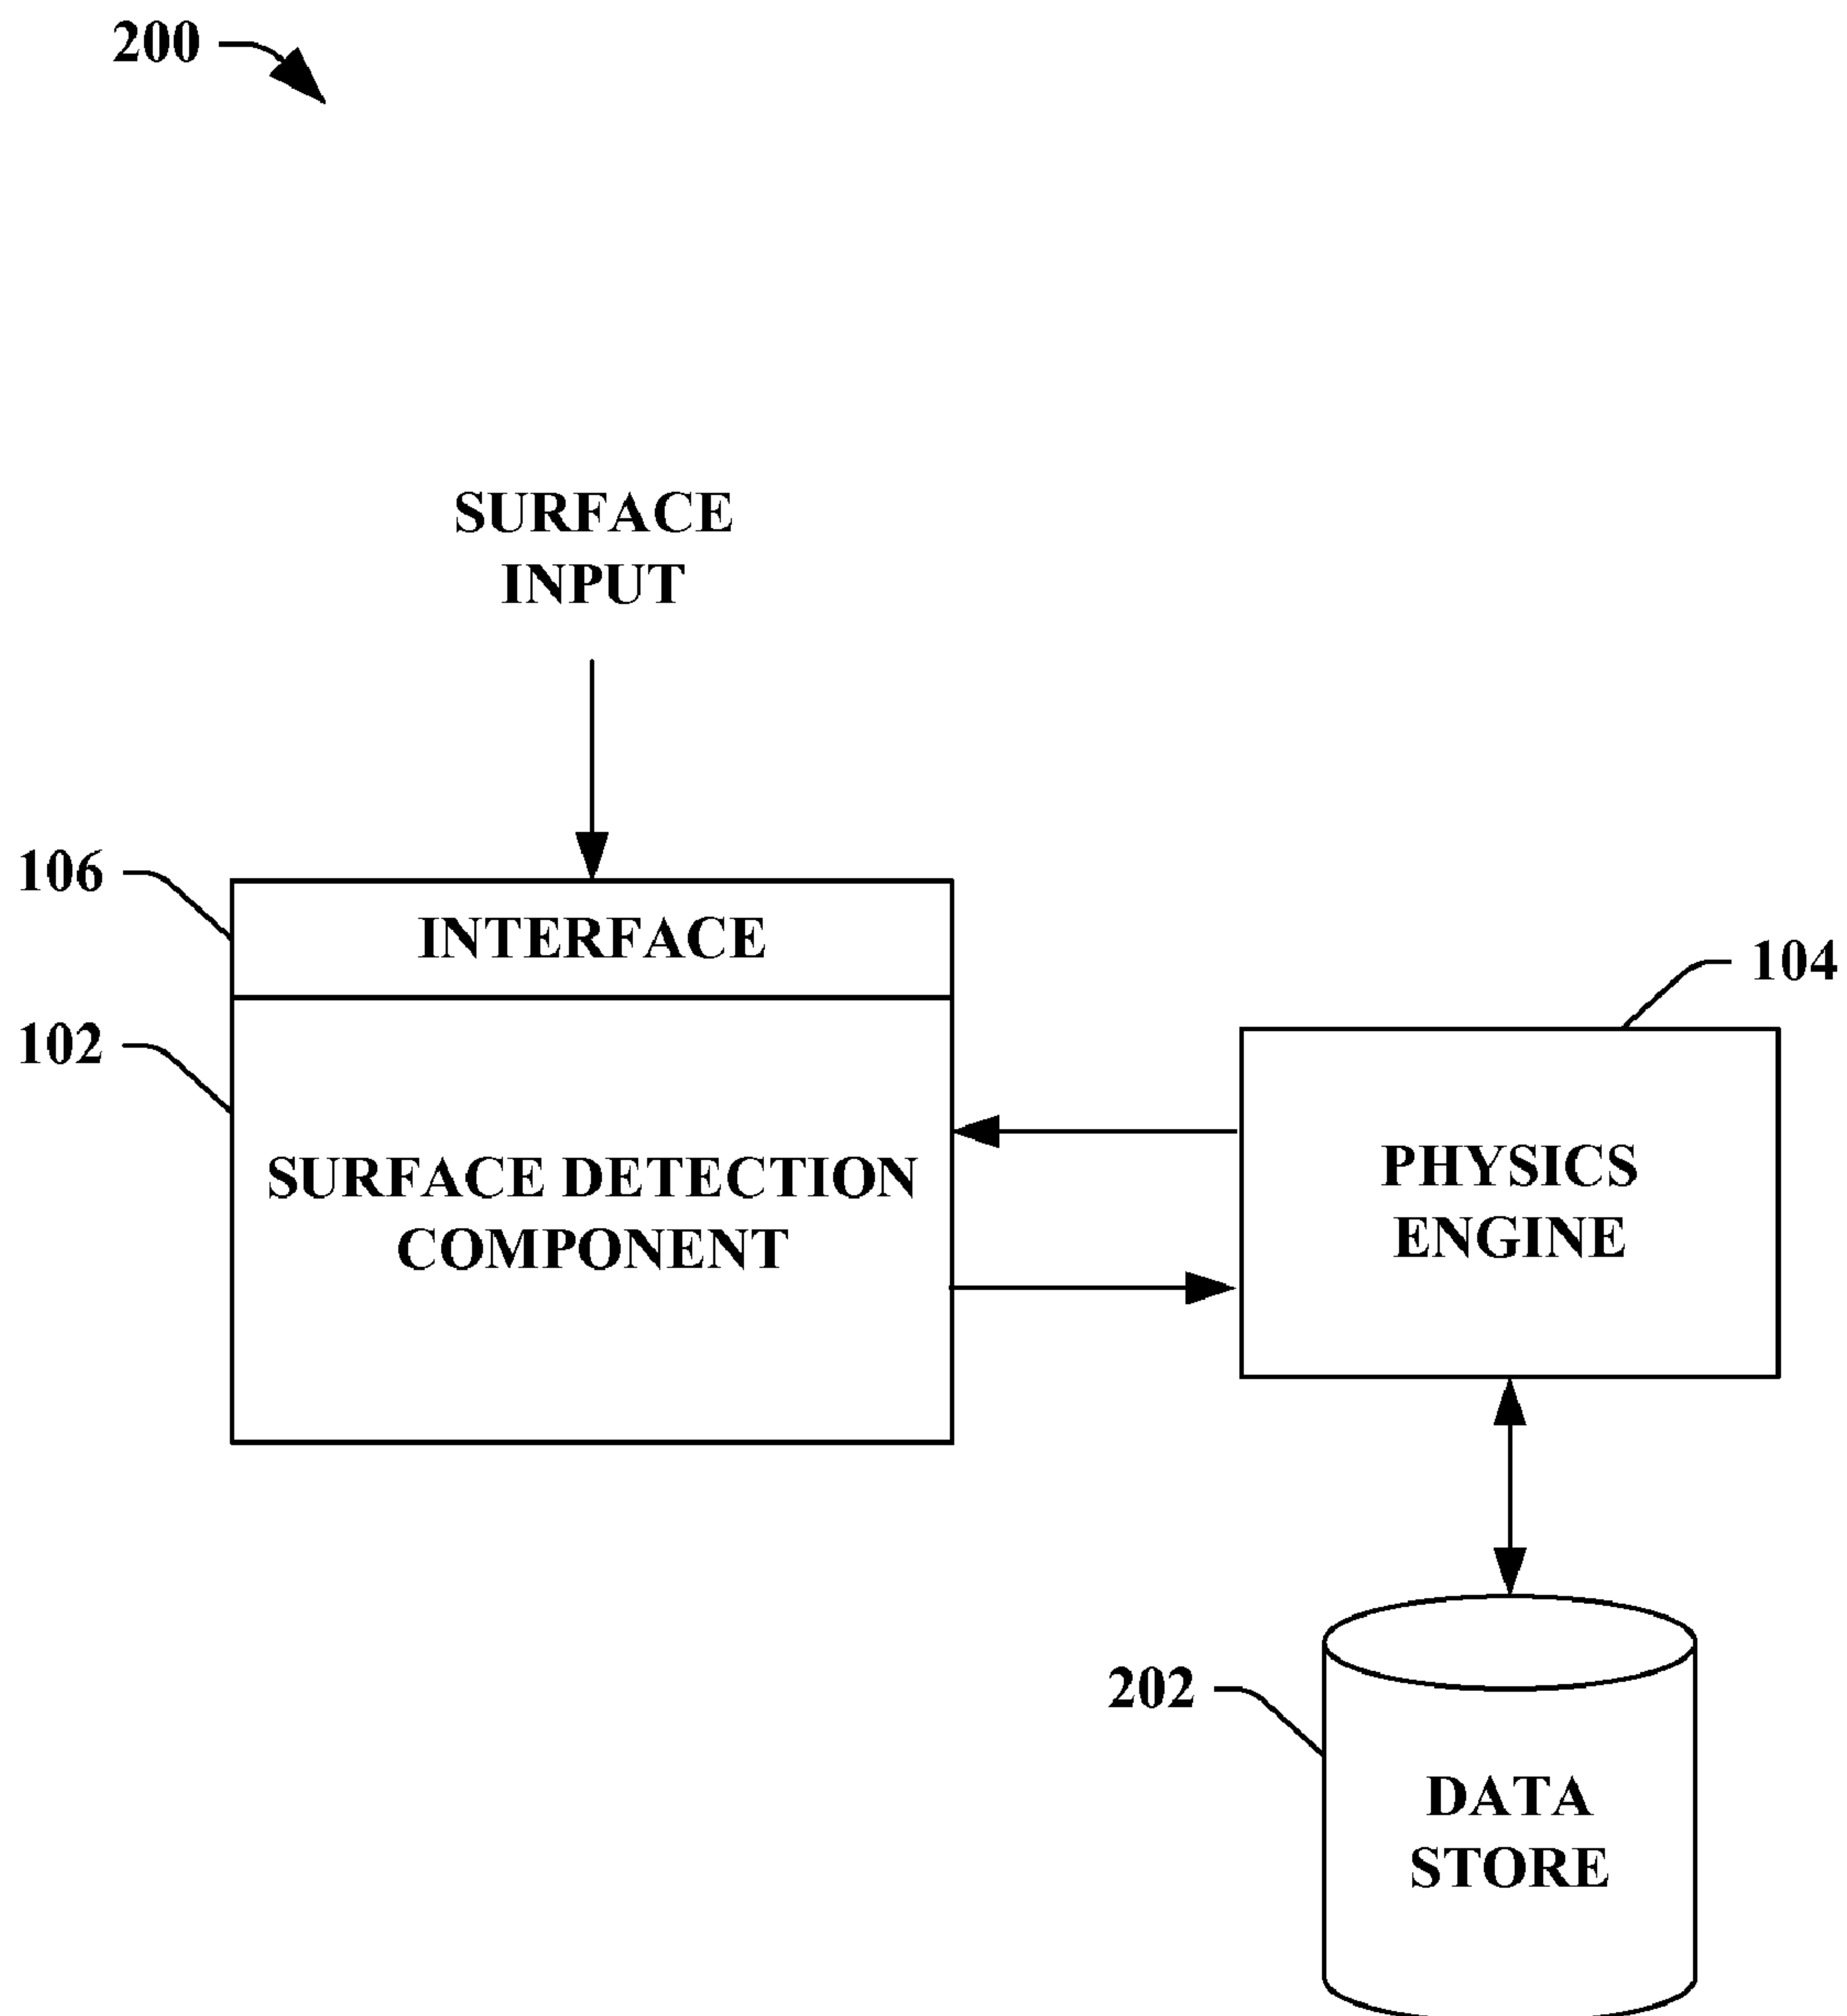 200
SURFACE
INPUT
106
INTERFACE
104
102
SURFACE DETECTION
COMPONENT
PHYSICS
ENGINE
202
DATA
STORE